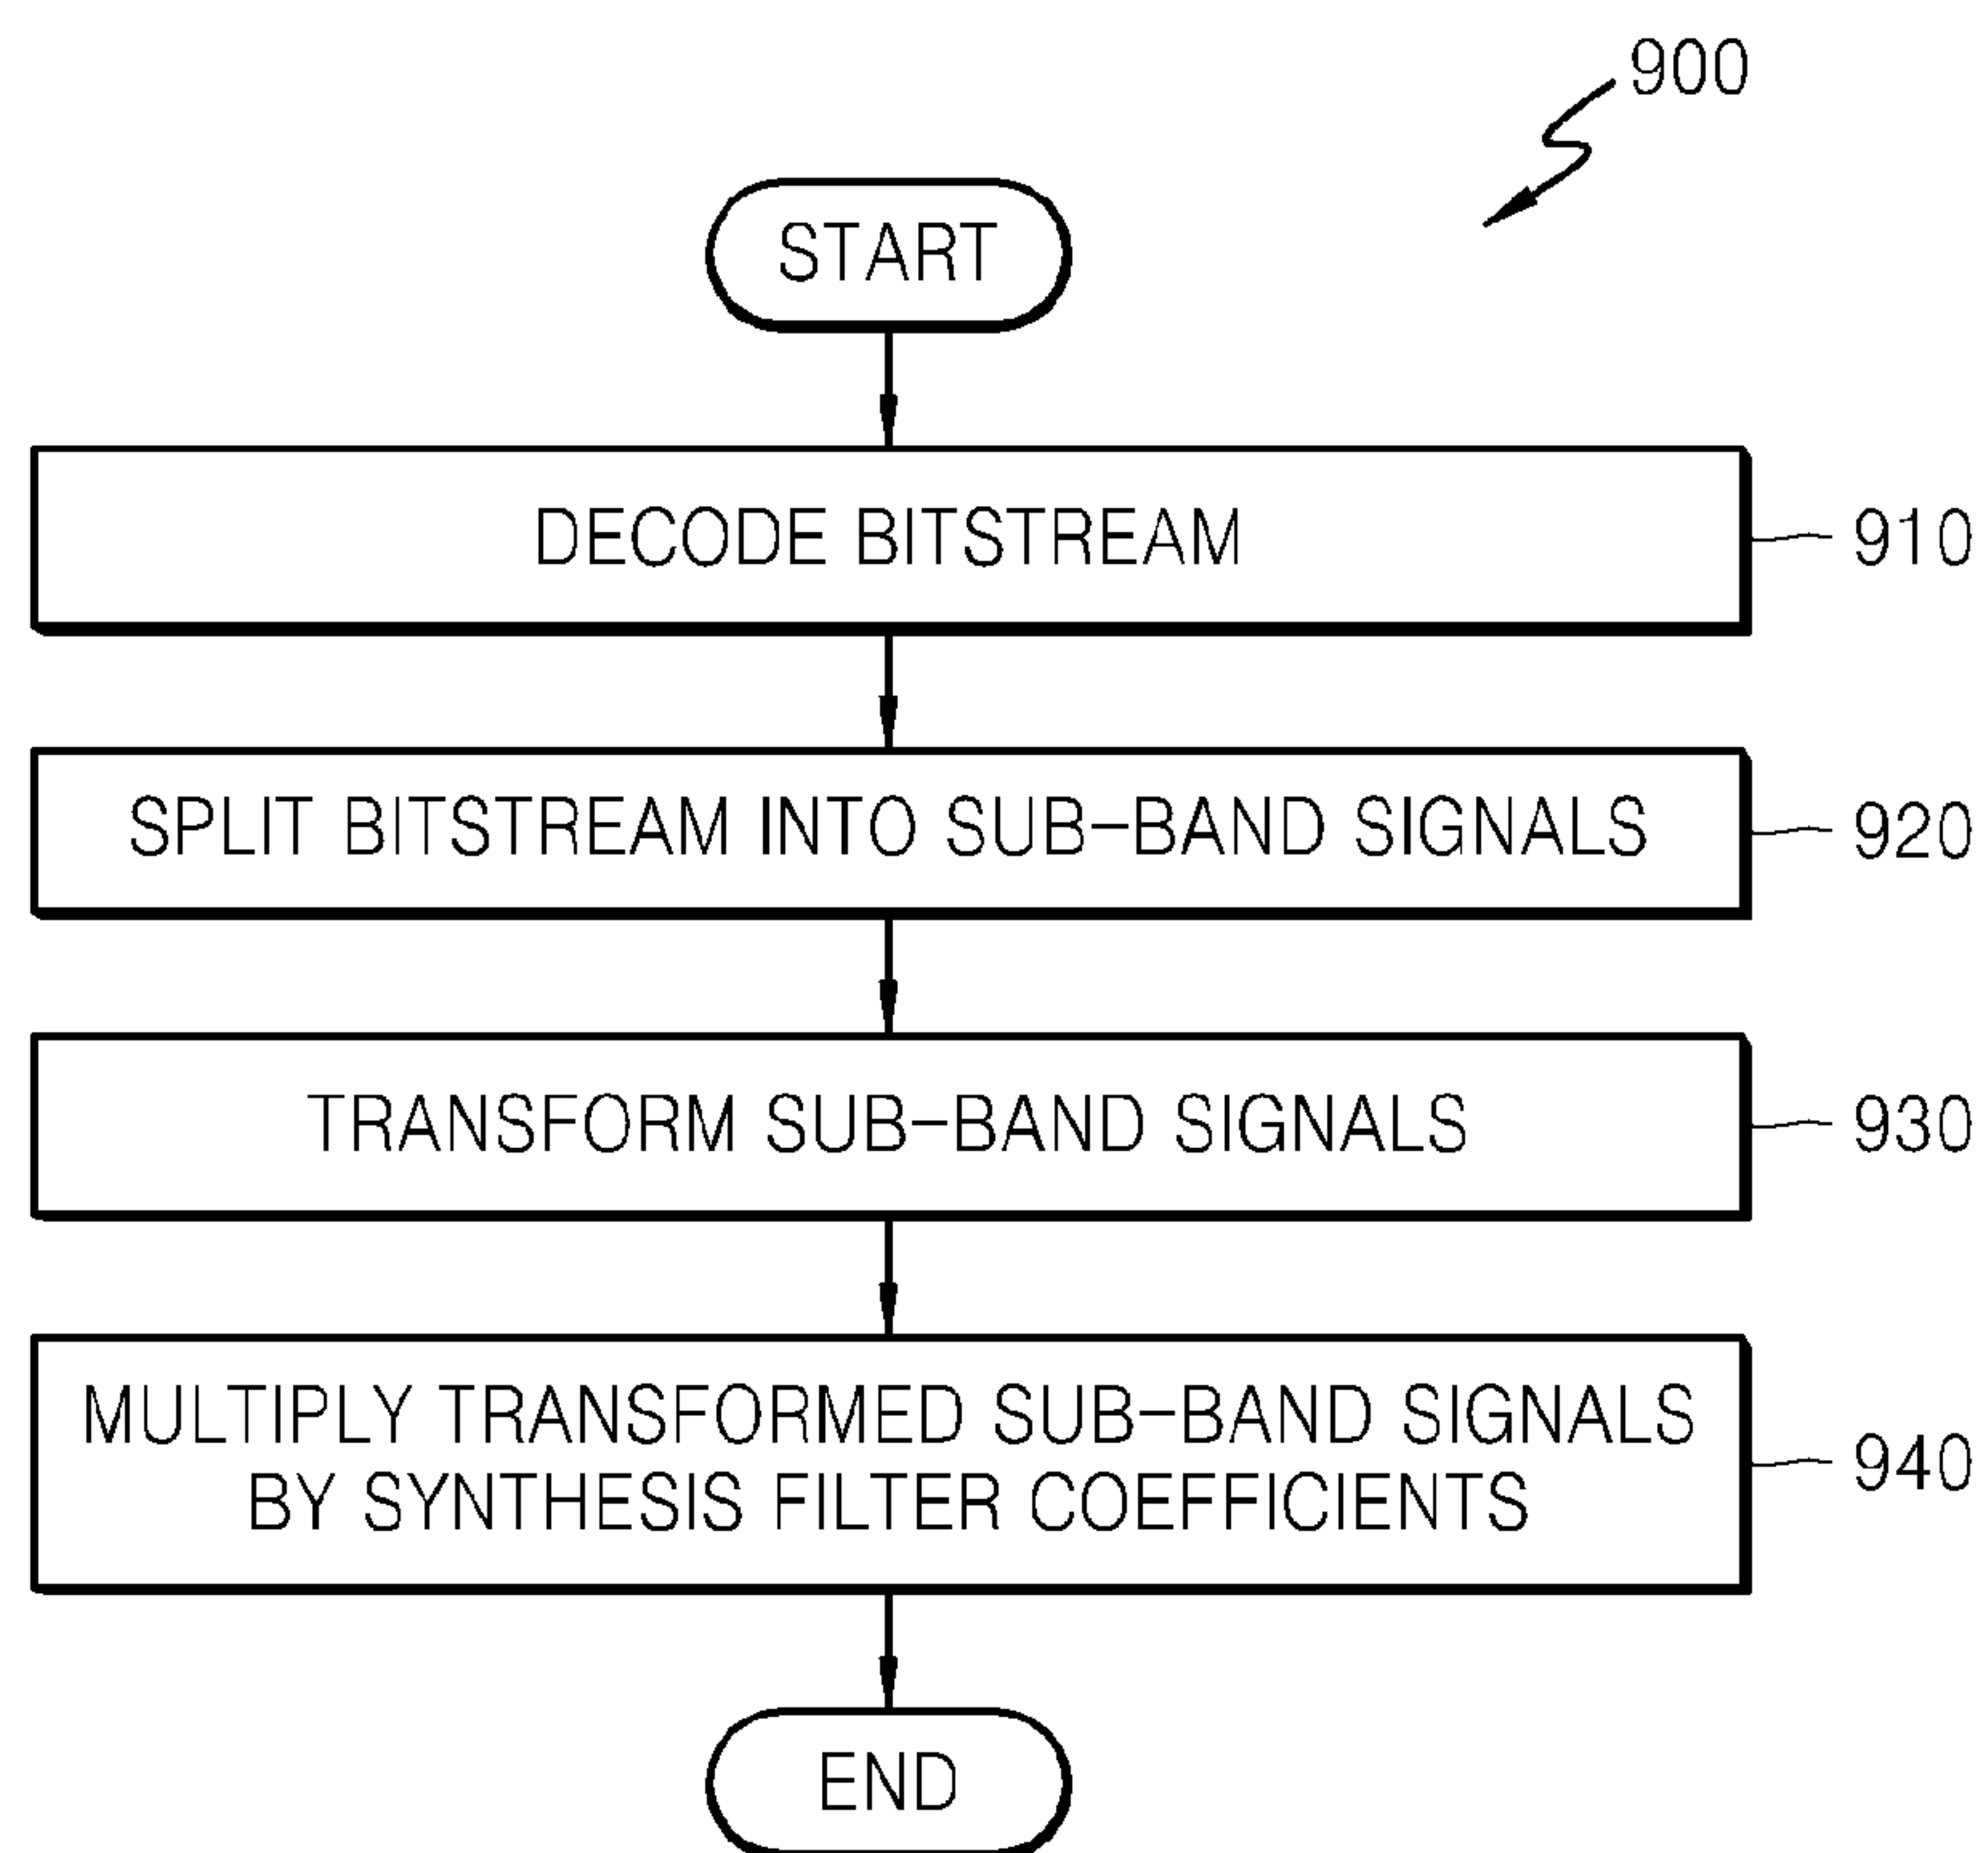 900
START
DECODE BITSTREAM
910
SPLIT BITSTREAM INTO SUB-BAND SIGNALS
920
TRANSFORM SUB-BAND SIGNALS
930
MULTIPLY TRANSFORMED SUB-BAND SIGNALS
BY SYNTHESIS FILTER COEFFICIENTS
940
END